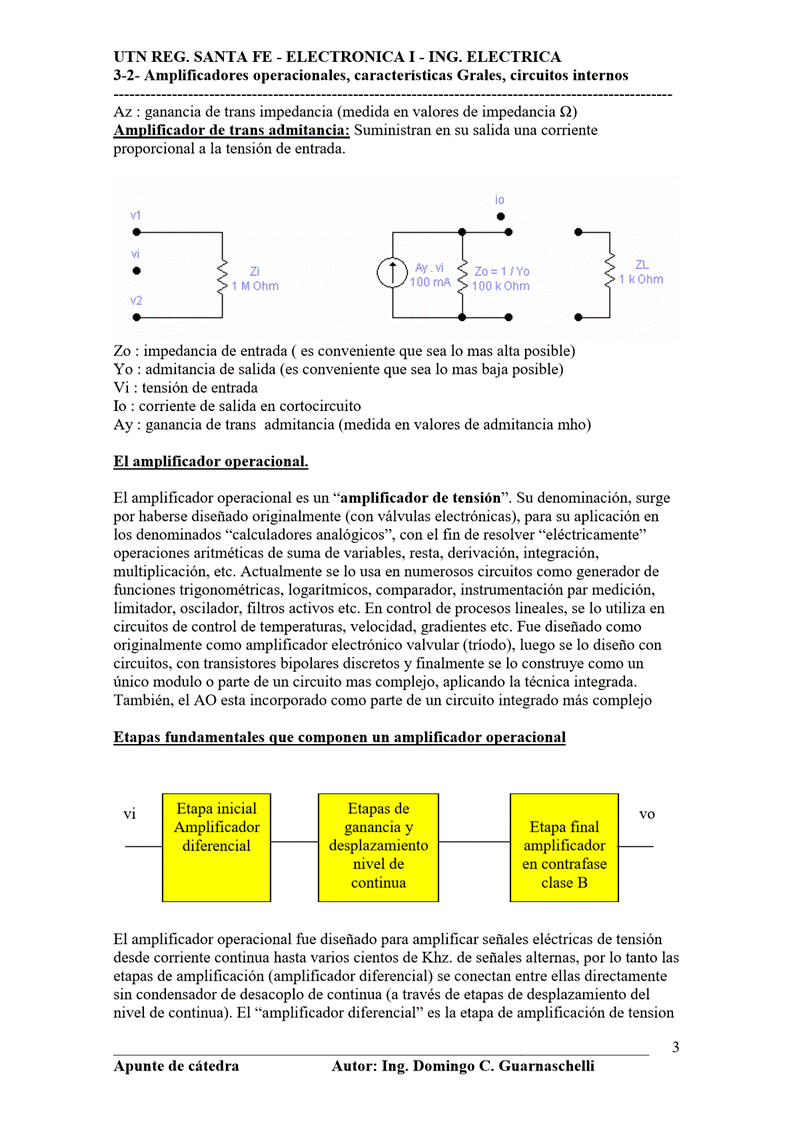 UTN REG. SANTA FE - ELECTRONICA I - ING. ELECTRICA
3-2- Amplificadores operacionales, características Grales, circuitos internos
--------------------------------------------------------------------------------------------------------
Az : ganancia de trans impedancia (medida en valores de impedancia Ω)
Amplificador de trans admitancia: Suministran en su salida una corriente
proporcional a la tensión de entrada.
io
v1
vi
Zi
1 M Ohm
v2
Ay . vi
100 mA
Zo = 1 / Yo
100 k Ohm
ZL
1 k Ohm
Zo : impedancia de entrada ( es conveniente que sea lo mas alta posible)
Yo : admitancia de salida (es conveniente que sea lo mas baja posible)
Vi : tensión de entrada
Io : corriente de salida en cortocircuito
Ay : ganancia de trans  admitancia (medida en valores de admitancia mho)
El amplificador operacional.
El amplificador operacional es un “amplificador de tensión”. Su denominación, surge
por haberse diseñado originalmente (con válvulas electrónicas), para su aplicación en
los denominados “calculadores analógicos”, con el fin de resolver “eléctricamente”
operaciones aritméticas de suma de variables, resta, derivación, integración,
multiplicación, etc. Actualmente se lo usa en numerosos circuitos como generador de
funciones trigonométricas, logarítmicos, comparador, instrumentación par medición,
limitador, oscilador, filtros activos etc. En control de procesos lineales, se lo utiliza en
circuitos de control de temperaturas, velocidad, gradientes etc. Fue diseñado como
originalmente como amplificador electrónico valvular (tríodo), luego se lo diseño con
circuitos, con transistores bipolares discretos y finalmente se lo construye como un
único modulo o parte de un circuito mas complejo, aplicando la técnica integrada.
También, el AO esta incorporado como parte de un circuito integrado más complejo
Etapas fundamentales que componen un amplificador operacional
vi
Etapa inicial
Amplificador
diferencial
Etapas de
ganancia y
desplazamiento
nivel de
continua
Etapa final
amplificador
en contrafase
clase B
vo
El amplificador operacional fue diseñado para amplificar señales eléctricas de tensión
desde corriente continua hasta varios cientos de Khz. de señales alternas, por lo tanto las
etapas de amplificación (amplificador diferencial) se conectan entre ellas directamente
sin condensador de desacoplo de continua (a través de etapas de desplazamiento del
nivel de continua). El “amplificador diferencial” es la etapa de amplificación de tension
3
Apunte de cátedra Autor: Ing. Domingo C. Guarnaschelli